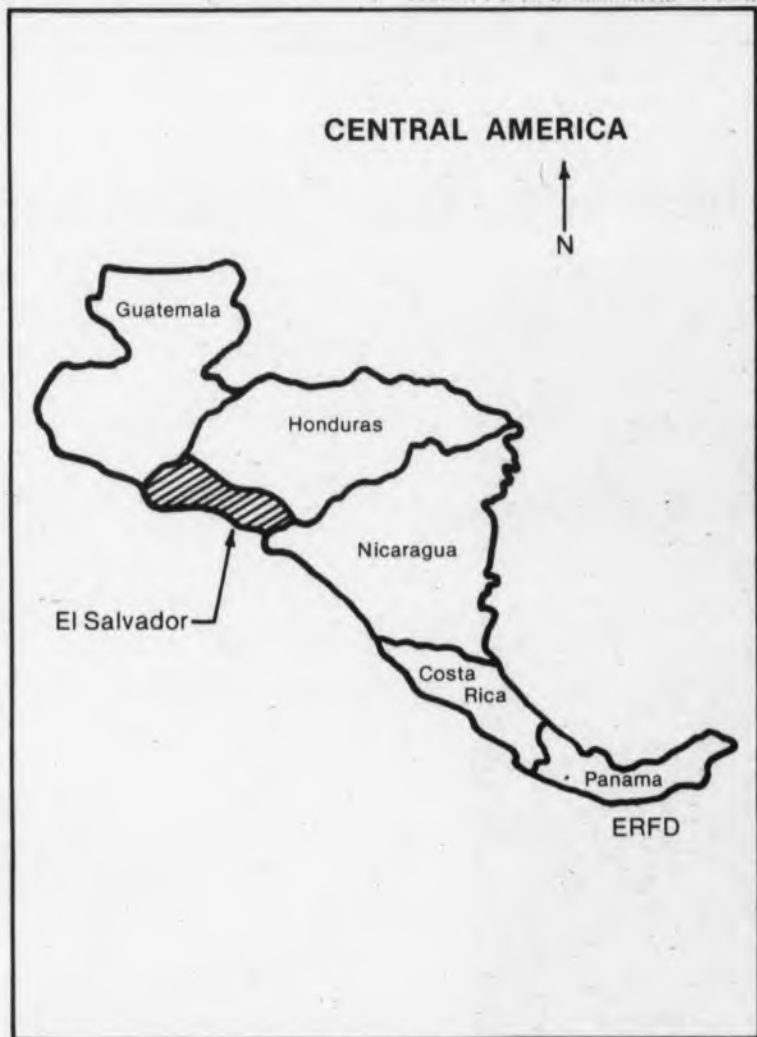 CENTRAL AMERICA
N
Guatemala
Honduras
Nicaragua
El Salvador
Costa
Rica
Panama
ERFD